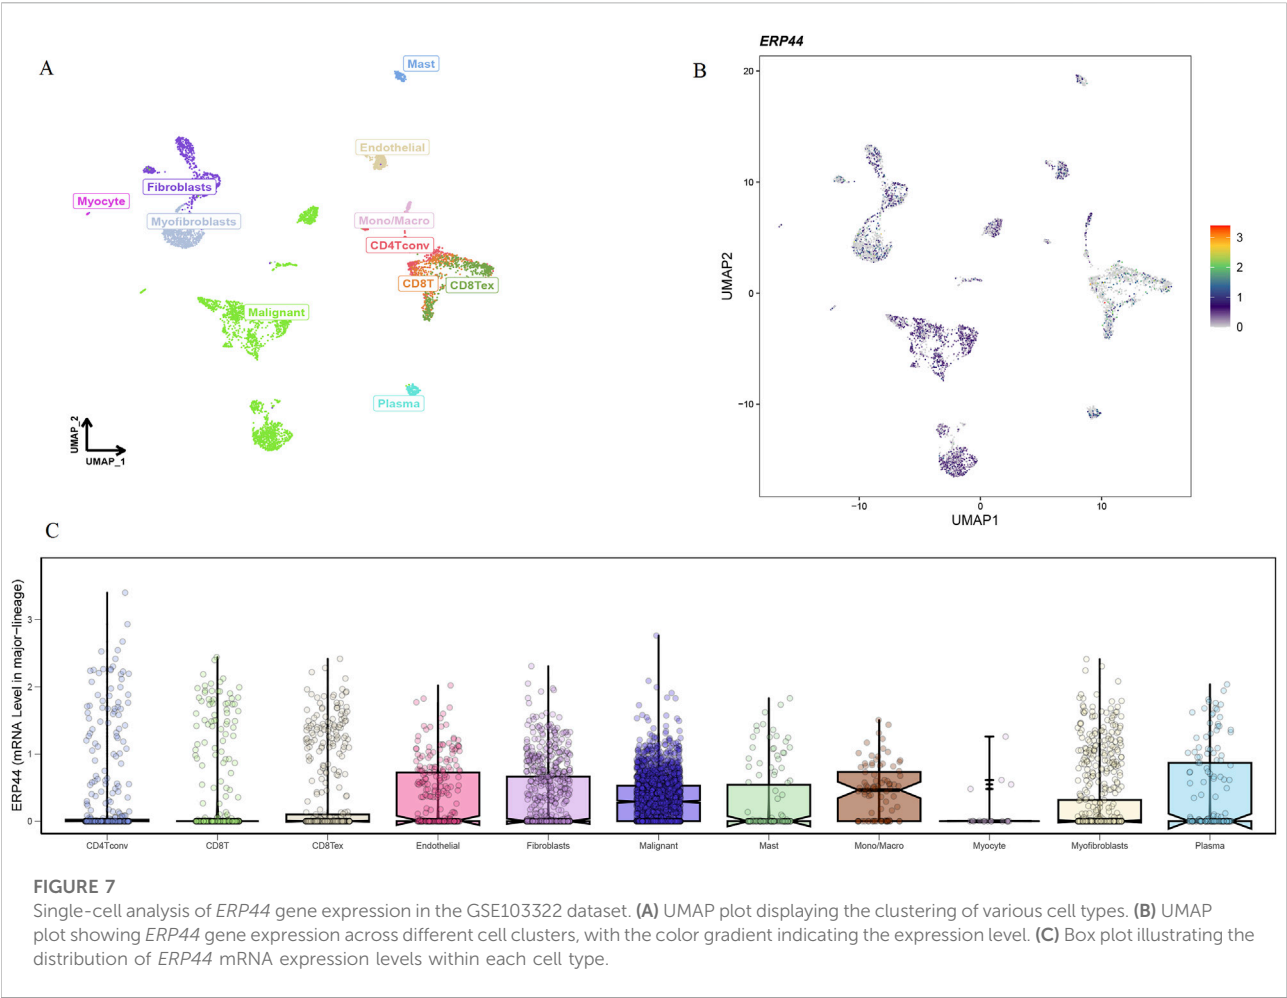 A
Mast
Endothelial
Fibroblasts
Myocyte
Myofibroblasts
Mono/Macro
CD4Tconv
CD8T
CD8Tex
Malignant
Plasma
UMAP_2
UMAP_1
B
ERP44
20
10
0
−10
UMAP2
−10 0 10
UMAP1
3
2
1
0
C
ERP44 (mRNA Level in major-lineage)
3
2
1
0
CD4Tconv CD8T CD8Tex Endothelial Fibroblasts Malignant Mast Mono/Macro Myocyte Myofibroblasts Plasma
FIGURE 7
Single-cell analysis of ERP44 gene expression in the GSE103322 dataset. (A) UMAP plot displaying the clustering of various cell types. (B) UMAP
plot showing ERP44 gene expression across different cell clusters, with the color gradient indicating the expression level. (C) Box plot illustrating the
distribution of ERP44 mRNA expression levels within each cell type.